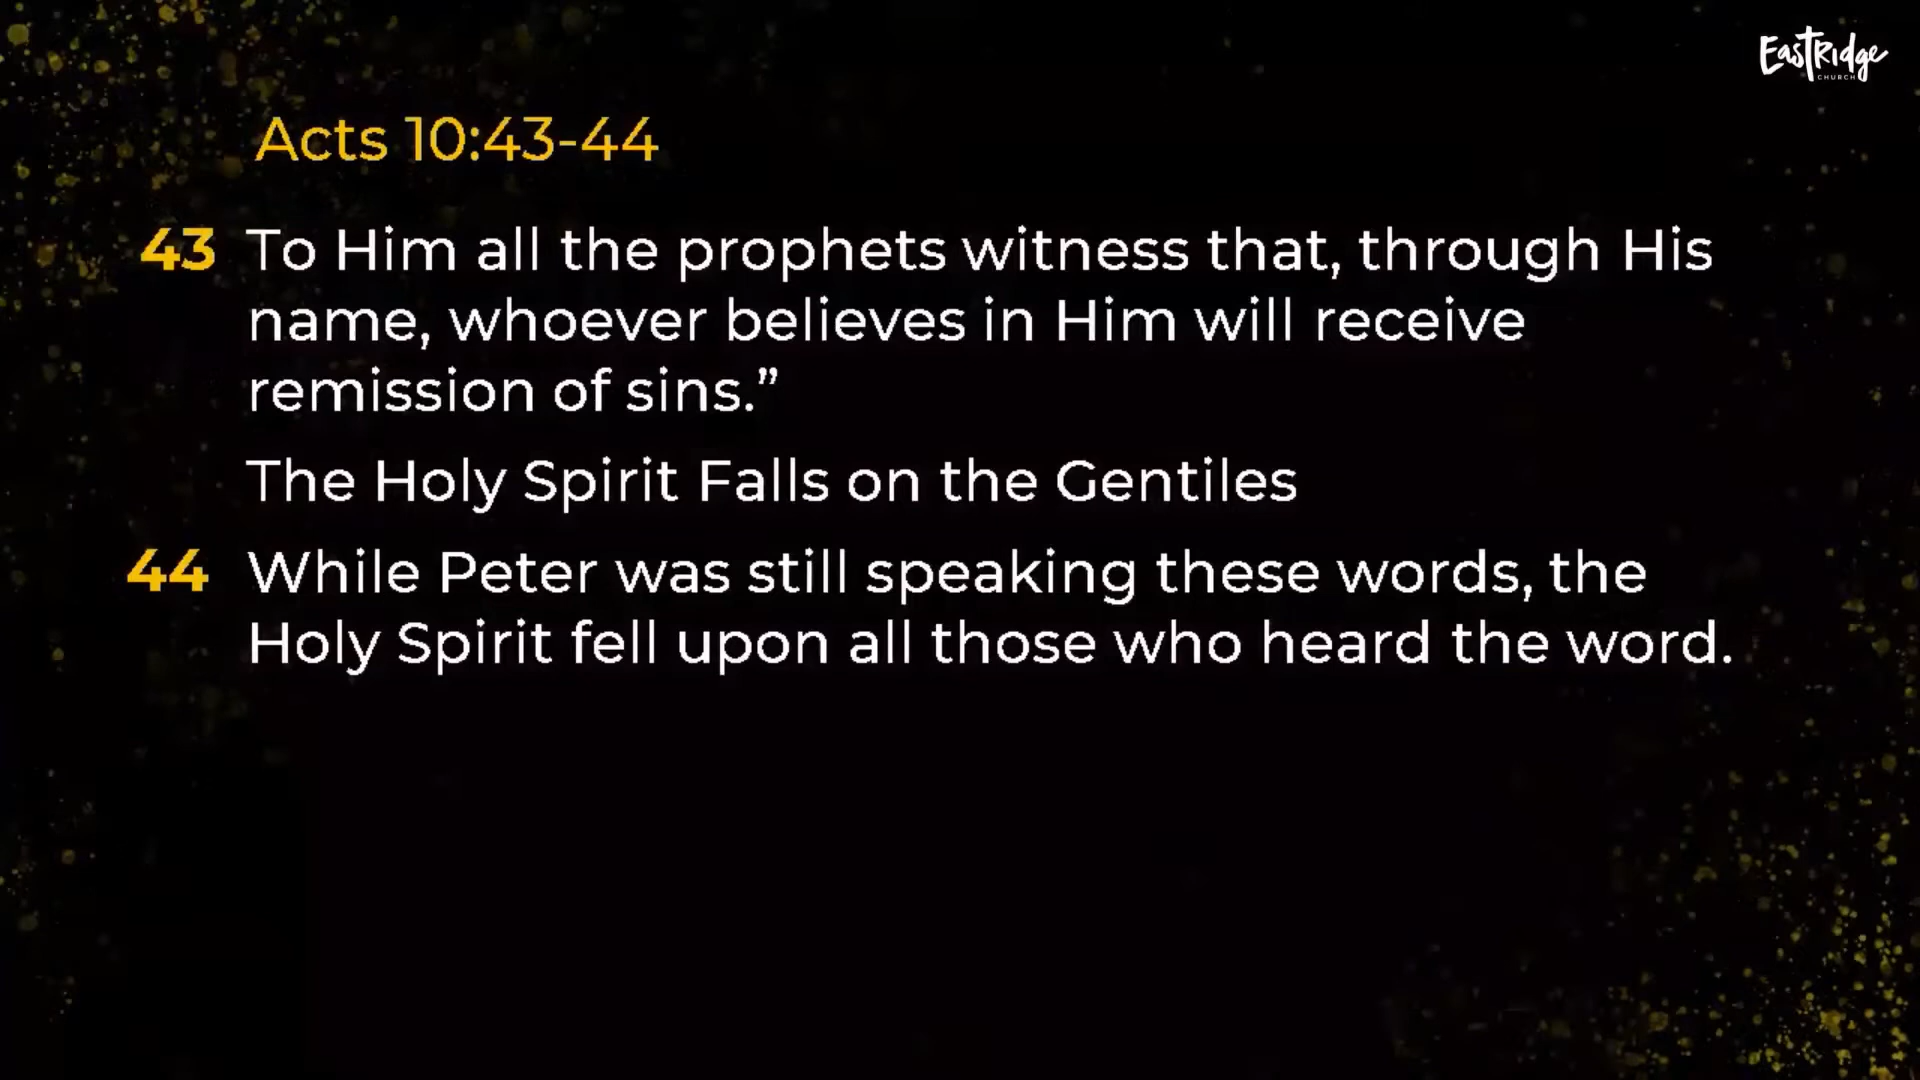 EastRidge
CHURCH
Acts 10:43-44
43 To Him all the prophets witness that, through His
name, whoever believes in Him will receive
remission of sins.”
The Holy Spirit Falls on the Gentiles
44 While Peter was still speaking these words, the
Holy Spirit fell upon all those who heard the word.